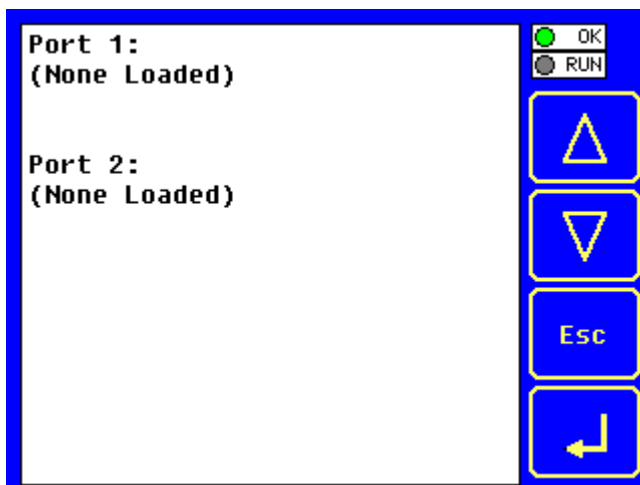 Port 1:
(None Loaded)
Port 2:
(None Loaded)
OK
RUN
Esc